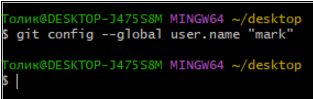 Толик@DESKTOP-J475S8M MINGW64 ~/desktop
$ git config --global user.name "mark"
Толик@DESKTOP-J475S8M MINGW64 ~/desktop
$